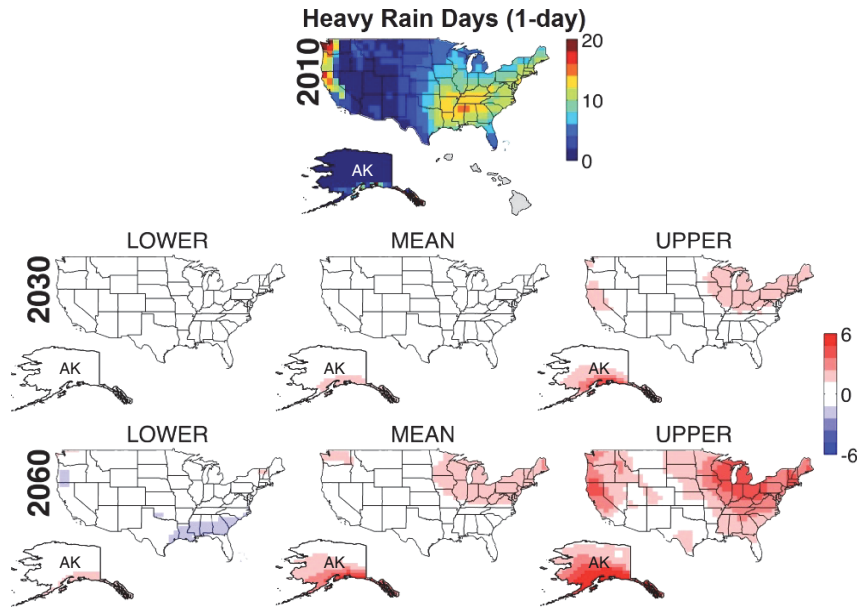 Heavy Rain Days (1-day)
2010
20
10
0
AK
LOWER MEAN UPPER
2030
AK AK AK
6
0
-6
LOWER MEAN UPPER
2060
AK AK AK